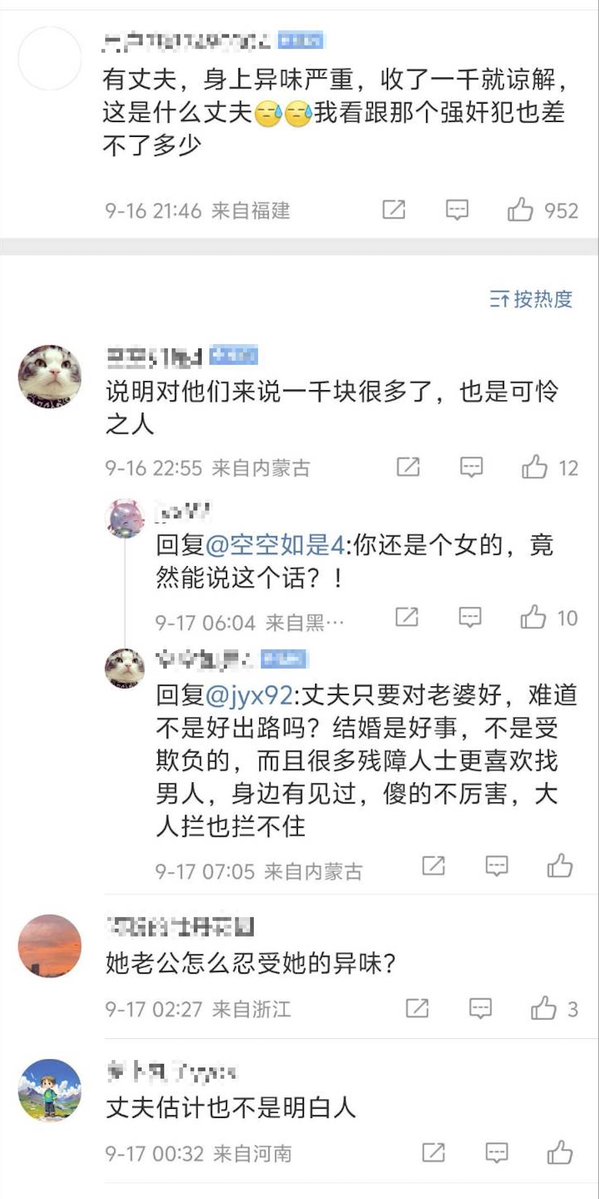 有丈夫，身上异味严重，收了一千就谅解，
这是什么丈夫😓😓我看跟那个强奸犯也差
不了多少
9-16 21:46 来自福建
952
按热度
说明对他们来说一千块很多了，也是可怜
之人
9-16 22:55 来自内蒙古
12
回复@空空如是4:你还是个女的，竟
然能说这个话？！
9-17 06:04 来自黑…
10
回复@jyx92:丈夫只要对老婆好，难道
不是好出路吗？结婚是好事，不是受
欺负的，而且很多残障人士更喜欢找
男人，身边有见过，傻的不厉害，大
人拦也拦不住
9-17 07:05 来自内蒙古
她老公怎么忍受她的异味？
9-17 02:27 来自浙江
3
丈夫估计也不是明白人
9-17 00:32 来自河南